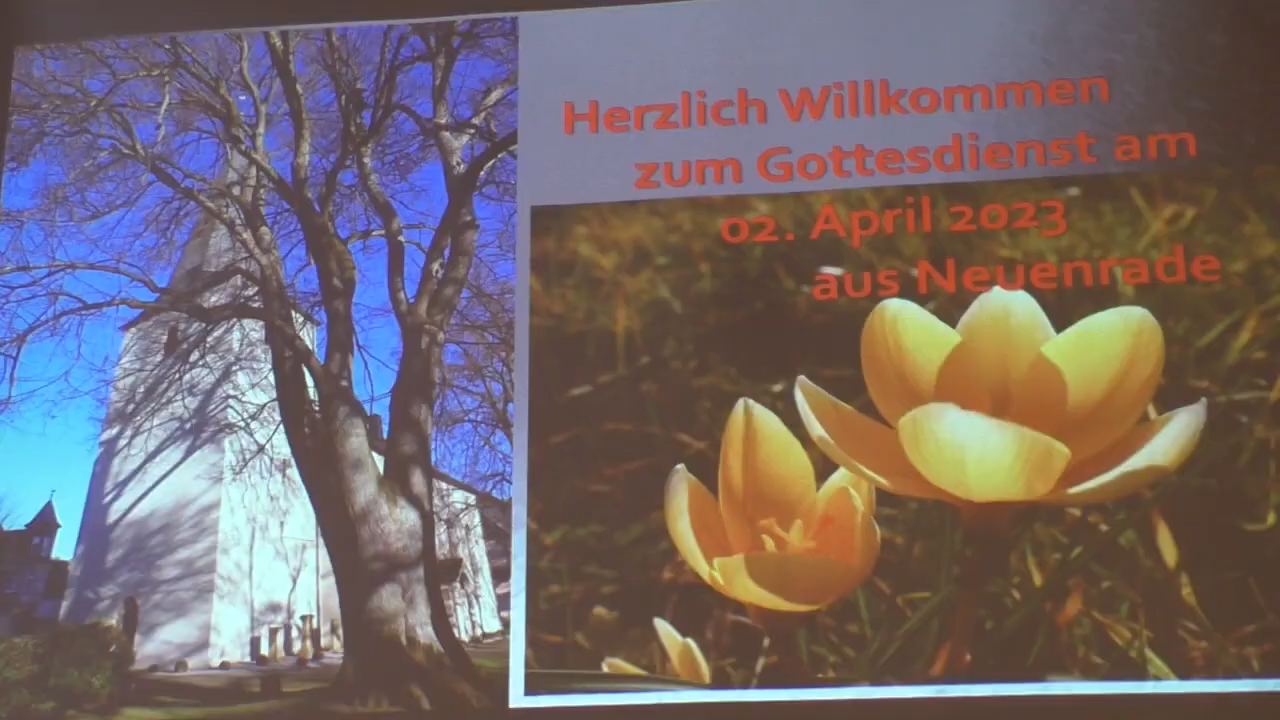 Herzlich Willkommen
zum Gottesdienst am
02. April 2023
aus Neuenrade